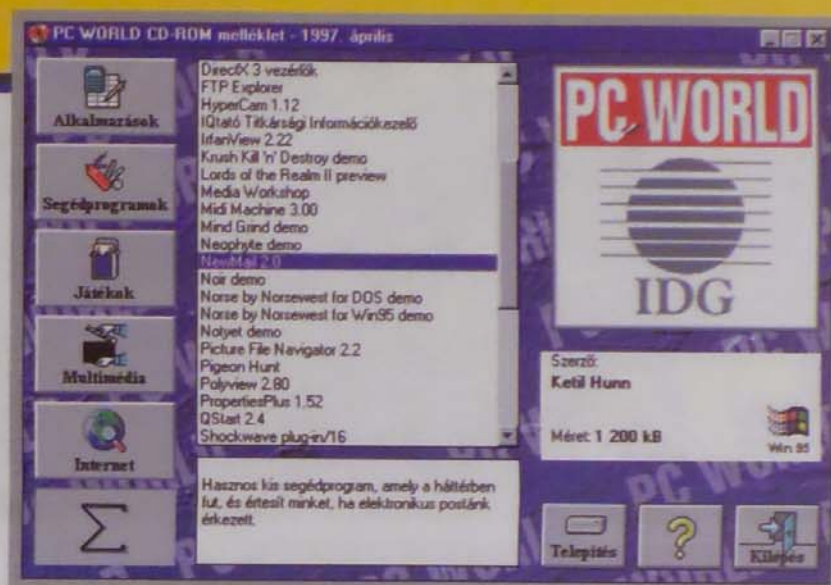 PC WORLD CD-ROM melléklet - 1997. április
Alkalmazások
Segédprogramok
Játékok
Multimédia
Internet
DirectX 3 vezérlők
FTP Explorer
HyperCam 1.12
IQtató Titkársági Információkezelő
IrfanView 2.22
Krush Kill 'n' Destroy demo
Lords of the Realm II preview
Media Workshop
Midi Machine 3.00
Mind Grind demo
Neophyte demo
NewMail 2.0
Noir demo
Norse by Norsewest for DOS demo
Norse by Norsewest for Win95 demo
Notyet demo
Picture File Navigator 2.2
Pigeon Hunt
Polyview 2.80
PropertiesPlus 1.52
QStart 2.4
Shockwave plug-in/16
Hasznos kis segédprogram, amely a háttérben
fut, és értesít minket, ha elektronikus postánk
érkezett.
PC WORLD
IDG
Szerző:
Ketil Hunn
Méret: 1 200 kB
Win 95
Telepítés
?
Kilépés